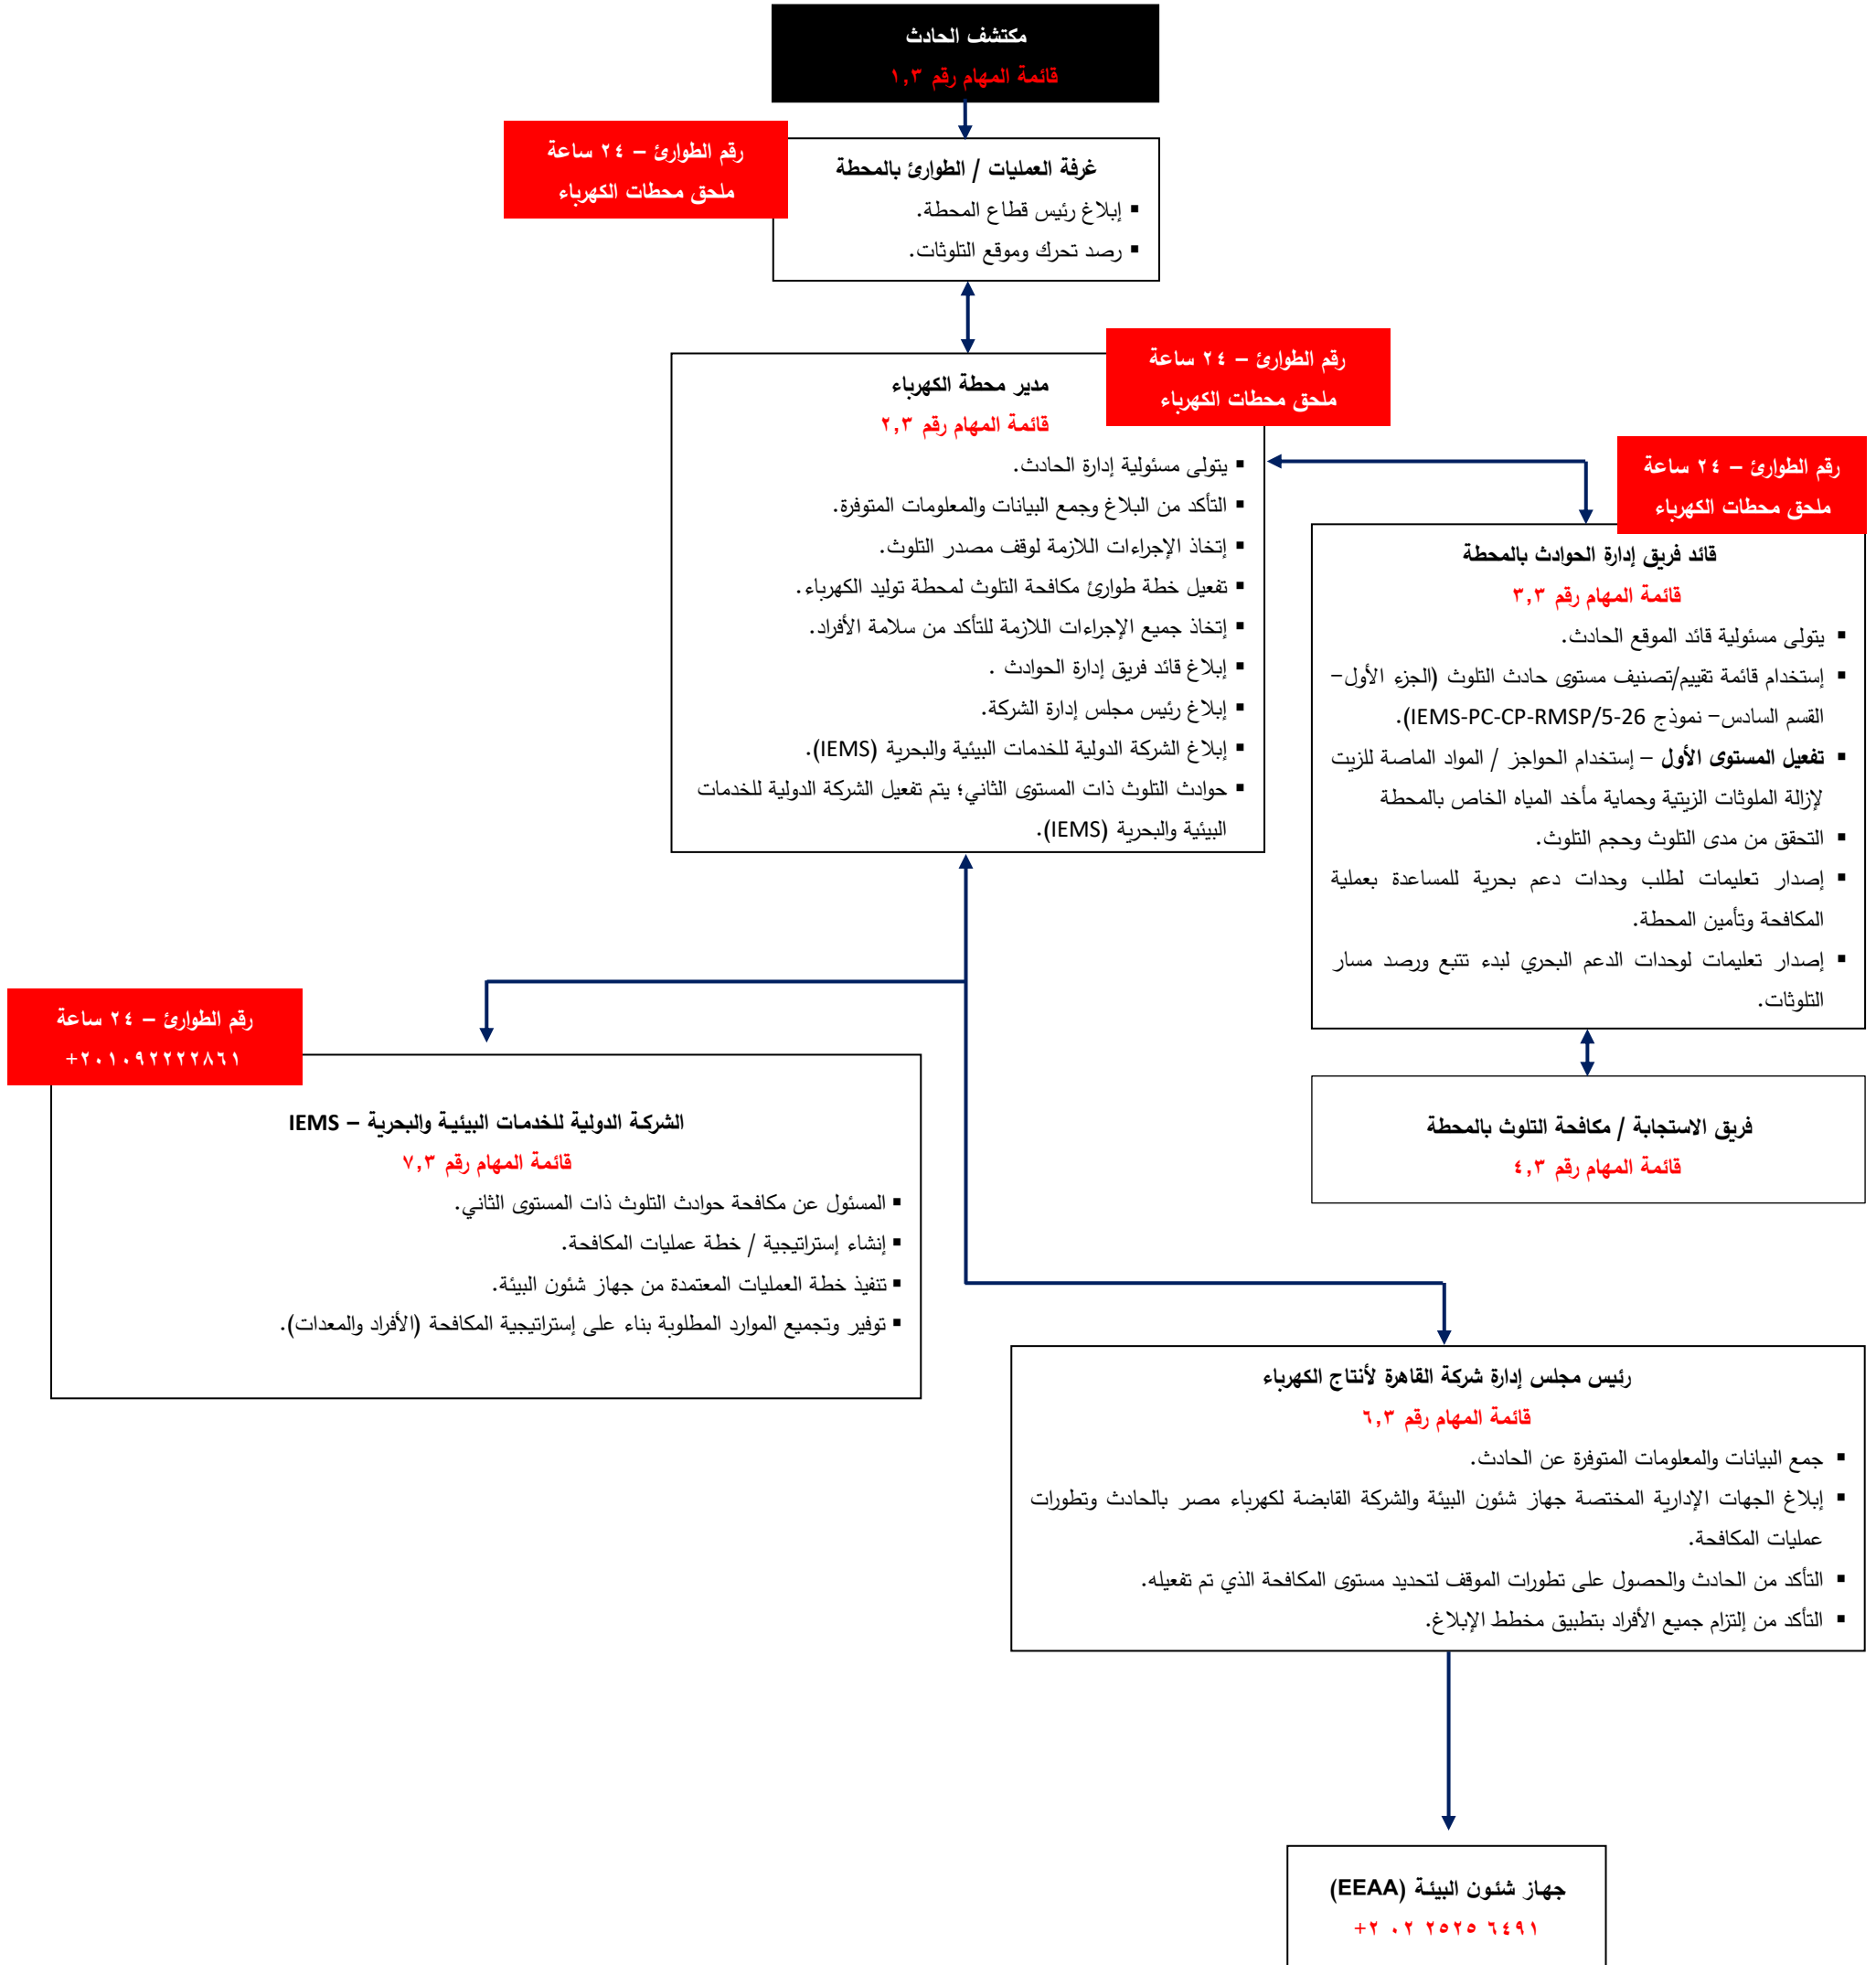 مكتشف الحادث
قائمة المهام رقم ١,٣
رقم الطوارئ – ٢٤ ساعة
ملحق محطات الكهرباء
غرفة العمليات / الطوارئ بالمحطة
▪ إبلاغ رئيس قطاع المحطة.
▪ رصد تحرك وموقع التلوثات.
رقم الطوارئ – ٢٤ ساعة
ملحق محطات الكهرباء
مدير محطة الكهرباء
قائمة المهام رقم ٢,٣
▪ يتولى مسئولية إدارة الحادث.
▪ التأكد من البلاغ وجمع البيانات والمعلومات المتوفرة.
▪ إتخاذ الإجراءات اللازمة لوقف مصدر التلوث.
▪ تفعيل خطة طوارئ مكافحة التلوث لمحطة توليد الكهرباء.
▪ إتخاذ جميع الإجراءات اللازمة للتأكد من سلامة الأفراد.
▪ إبلاغ قائد فريق إدارة الحوادث .
▪ إبلاغ رئيس مجلس إدارة الشركة.
▪ إبلاغ الشركة الدولية للخدمات البيئية والبحرية (IEMS).
▪ حوادث التلوث ذات المستوى الثاني؛ يتم تفعيل الشركة الدولية للخدمات
البيئية والبحرية (IEMS).
رقم الطوارئ – ٢٤ ساعة
ملحق محطات الكهرباء
قائد فريق إدارة الحوادث بالمحطة
قائمة المهام رقم ٣,٣
▪ يتولى مسئولية قائد الموقع الحادث.
▪ إستخدام قائمة تقييم/تصنيف مستوى حادث التلوث (الجزء الأول–
القسم السادس– نموذج IEMS-PC-CP-RMSP/5-26).
▪ تفعيل المستوى الأول – إستخدام الحواجز / المواد الماصة للزيت
لإزالة الملوثات الزيتية وحماية مأخد المياه الخاص بالمحطة
▪ التحقق من مدى التلوث وحجم التلوث.
▪ إصدار تعليمات لطلب وحدات دعم بحرية للمساعدة بعملية
المكافحة وتأمين المحطة.
▪ إصدار تعليمات لوحدات الدعم البحري لبدء تتبع ورصد مسار
التلوثات.
فريق الاستجابة / مكافحة التلوث بالمحطة
قائمة المهام رقم ٤,٣
رقم الطوارئ – ٢٤ ساعة
+٢٠١٠٩٢٢٢٢٨٦١
الشركة الدولية للخدمات البيئية والبحرية – IEMS
قائمة المهام رقم ٧,٣
▪ المسئول عن مكافحة حوادث التلوث ذات المستوى الثاني.
▪ إنشاء إستراتيجية / خطة عمليات المكافحة.
▪ تنفيذ خطة العمليات المعتمدة من جهاز شئون البيئة.
▪ توفير وتجميع الموارد المطلوبة بناء على إستراتيجية المكافحة (الأفراد والمعدات).
رئيس مجلس إدارة شركة القاهرة لأنتاج الكهرباء
قائمة المهام رقم ٦,٣
▪ جمع البيانات والمعلومات المتوفرة عن الحادث.
▪ إبلاغ الجهات الإدارية المختصة جهاز شئون البيئة والشركة القابضة لكهرباء مصر بالحادث وتطورات
عمليات المكافحة.
▪ التأكد من الحادث والحصول على تطورات الموقف لتحديد مستوى المكافحة الذي تم تفعيله.
▪ التأكد من إلتزام جميع الأفراد بتطبيق مخطط الإبلاغ.
جهاز شئون البيئة (EEAA)
+٢ ٠٢ ٢٥٢٥ ٦٤٩١